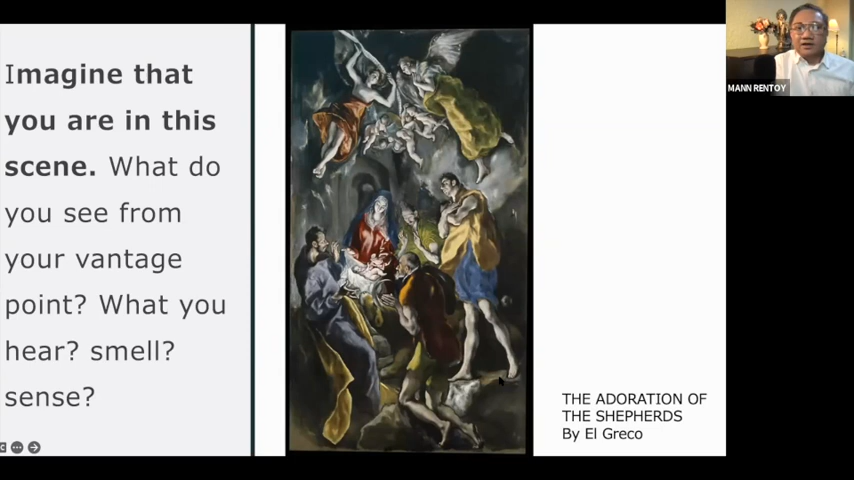 Imagine that
you are in this
scene. What do
you see from
your vantage
point? What you
hear? smell?
sense?
THE ADORATION OF
THE SHEPHERDS
By El Greco
MANN RENTOY